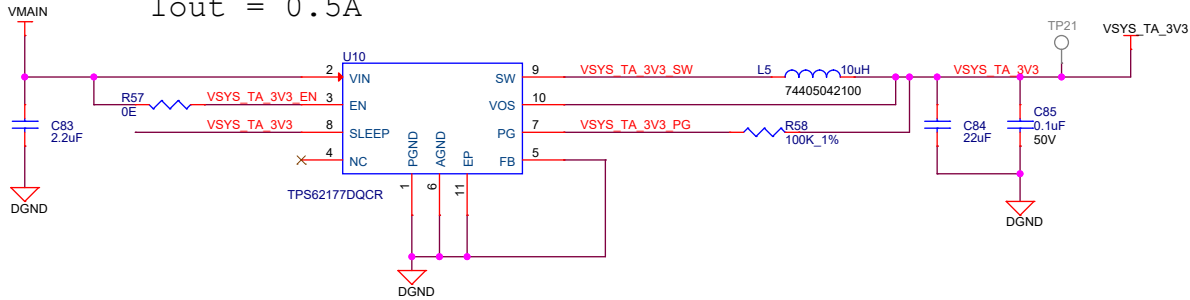 Iout = 0.5A
VMAIN
TP21
VSYS_TA_3V3
U10
2 VIN
SW 9
VSYS_TA_3V3_SW
L5
10uH
74405042100
VSYS_TA_3V3
R57
0E
VSYS_TA_3V3_EN
3 EN
VOS 10
C83
2.2uF
VSYS_TA_3V3
8 SLEEP
PG 7
VSYS_TA_3V3_PG
R58
100K_1%
C84
22uF
C85
0.1uF
50V
4 NC
PGND
AGND
EP
FB 5
TPS62177DQCR
1
6
11
DGND
DGND
DGND